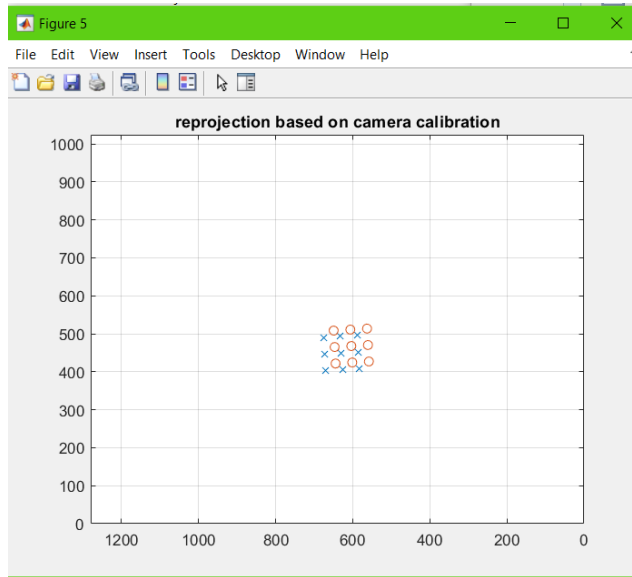 Figure 5
File Edit View Insert Tools Desktop Window Help
reprojection based on camera calibration
1000
900
800
700
600
500
400
300
200
100
0
1200 1000 800 600 400 200 0